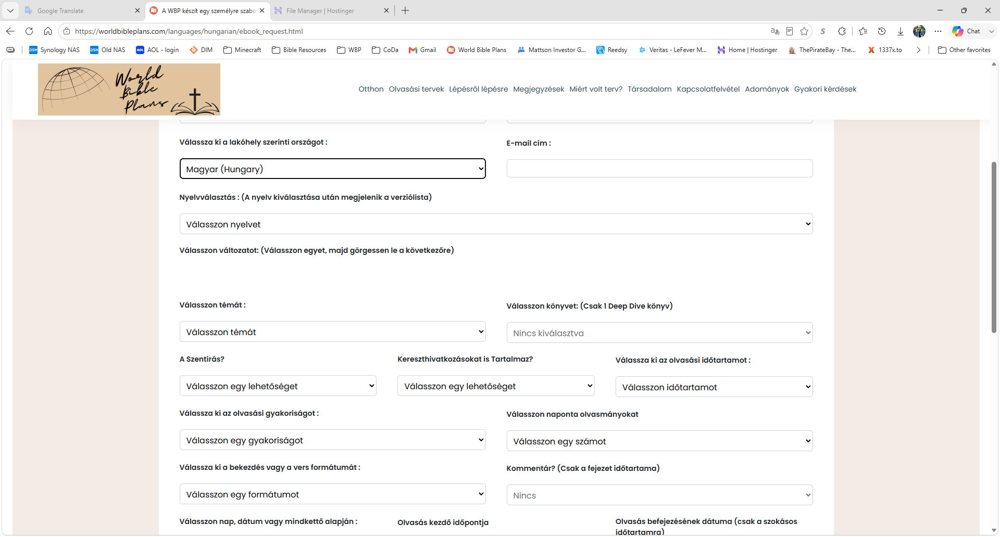 Google Translate
A WBP készít egy személyre szabo
File Manager | Hostinger
https://worldbibleplans.com/languages/hungarian/ebook_request.html
Chat
Synology NAS
Old NAS
AOL - login
DIM
Minecraft
Bible Resources
WBP
CoDa
Gmail
World Bible Plans
Mattson Investor G...
Reedsy
Veritas - LeFever M...
Home | Hostinger
ThePirateBay - The...
1337x.to
Other favorites
World
Bible
Plans
Otthon Olvasási tervek Lépésről lépésre Megjegyzések Miért volt terv? Társadalom Kapcsolatfelvétel Adományok Gyakori kérdések
Válassza ki a lakóhely szerinti országot :
E-mail cím :
Magyar (Hungary)
Nyelvválasztás : (A nyelv kiválasztása után megjelenik a verziólista)
Válasszon nyelvet
Válasszon változatot: (Válasszon egyet, majd görgessen le a következőre)
Válasszon témát :
Válasszon könyvet: (Csak 1 Deep Dive könyv)
Válasszon témát
Nincs kiválasztva
A Szentírás?
Kereszthivatkozásokat is Tartalmaz?
Válassza ki az olvasási időtartamot :
Válasszon egy lehetőséget
Válasszon egy lehetőséget
Válasszon időtartamot
Válassza ki az olvasási gyakoriságot :
Válasszon naponta olvasmányokat
Válasszon egy gyakoriságot
Válasszon egy számot
Válassza ki a bekezdés vagy a vers formátumát :
Kommentár? (Csak a fejezet időtartama)
Válasszon egy formátumot
Nincs
Válasszon nap, dátum vagy mindkettő alapján :
Olvasás kezdő időpontja
Olvasás befejezésének dátuma (csak a szokásos
időtartamra)